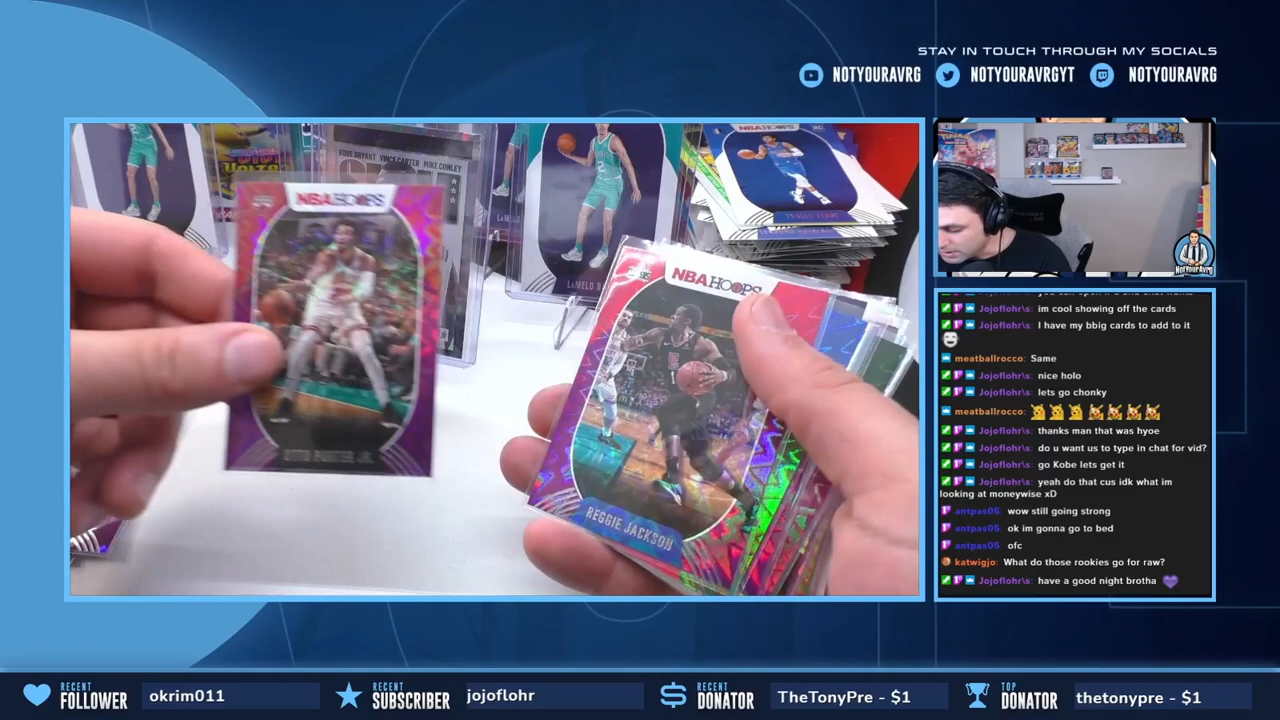 STAY IN TOUCH THROUGH MY SOCIALS
NOTYOURAVRG NOTYOURAVRGYT NOTYOURAVRG
KOBE BRYANT VINCE CARTER MIKE CONLEY
NBA HOOPS
LAMELO B
NBA HOOPS
OTTO PORTER JR.
NBA HOOPS
REGGIE JACKSON
NOTYOURAVRG
im cool showing off the cards
Jojoflohr\s: I have my bbig cards to add to it
meatballrocco: Same
Jojoflohr\s: nice holo
Jojoflohr\s: lets go chonky
meatballrocco:
Jojoflohr\s: thanks man that was hyoe
Jojoflohr\s: do u want us to type in chat for vid?
Jojoflohr\s: go Kobe lets get it
Jojoflohr\s: yeah do that cus idk what im
looking at moneywise xD
antpas05: wow still going strong
antpas05: ok im gonna go to bed
antpas05: ofc
katwigjo: What do those rookies go for raw?
Jojoflohr\s: have a good night brotha
RECENT FOLLOWER okrim011
RECENT SUBSCRIBER jojoflohr
RECENT DONATOR TheTonyPre - $1
TOP DONATOR thetonypre - $1